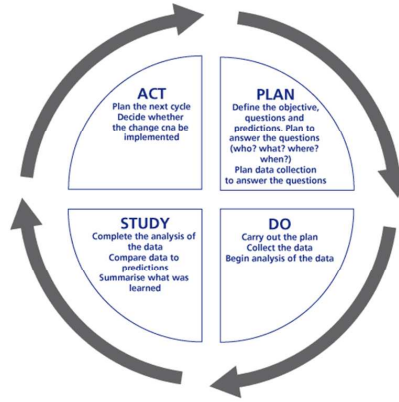 ACT
Plan the next cycle
Decide whether
the change cna be
implemented
PLAN
Define the objective,
questions and
predictions. Plan to
answer the questions
(who? what? where?
when?)
Plan data collection
to answer the questions
STUDY
Complete the analysis of
the data
Compare data to
predictions
Summarise what was
learned
DO
Carry out the plan
Collect the data
Begin analysis of the data